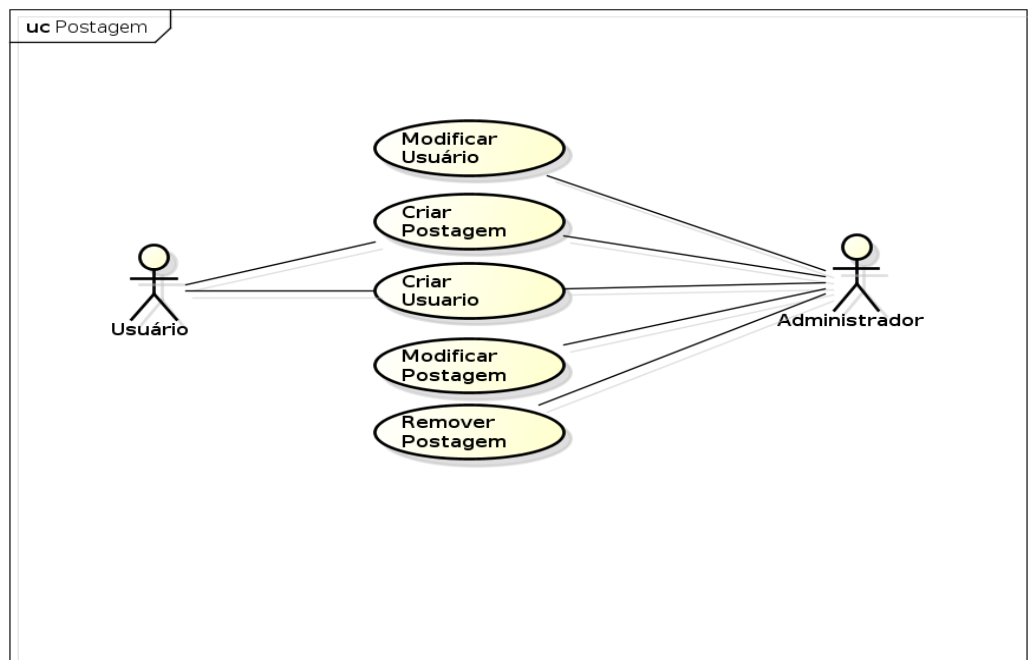 uc Postagem
Modificar
Usuário
Criar
Postagem
Criar
Usuario
Modificar
Postagem
Remover
Postagem
Usuário
Administrador